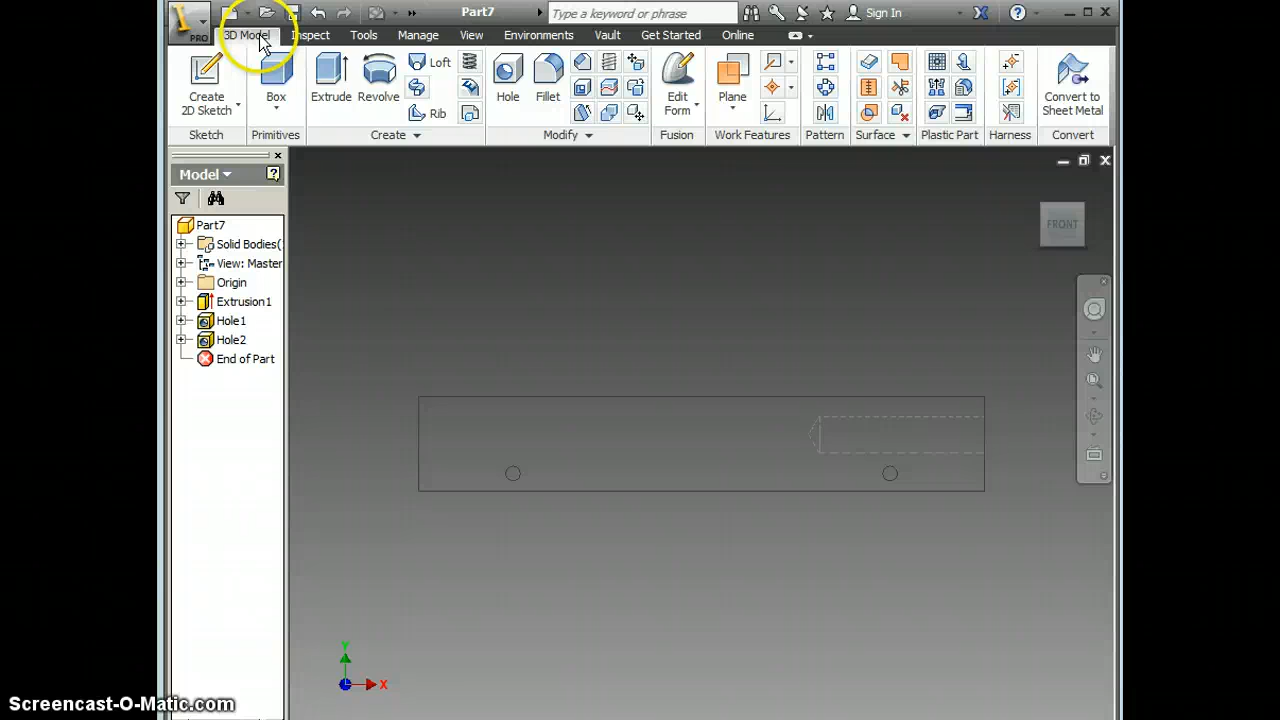 Part7
Type a keyword or phrase
Sign In
PRO
3D Model
Inspect
Tools
Manage
View
Environments
Vault
Get Started
Online
Create
2D Sketch
Box
Extrude
Revolve
Loft
Rib
Hole
Fillet
Edit
Form
Plane
Convert to
Sheet Metal
Sketch
Primitives
Create
Modify
Fusion
Work Features
Pattern
Surface
Plastic Part
Harness
Convert
Model
Part7
Solid Bodies(
View: Master
Origin
Extrusion1
Hole1
Hole2
End of Part
FRONT
Y
X
Screencast-O-Matic.com